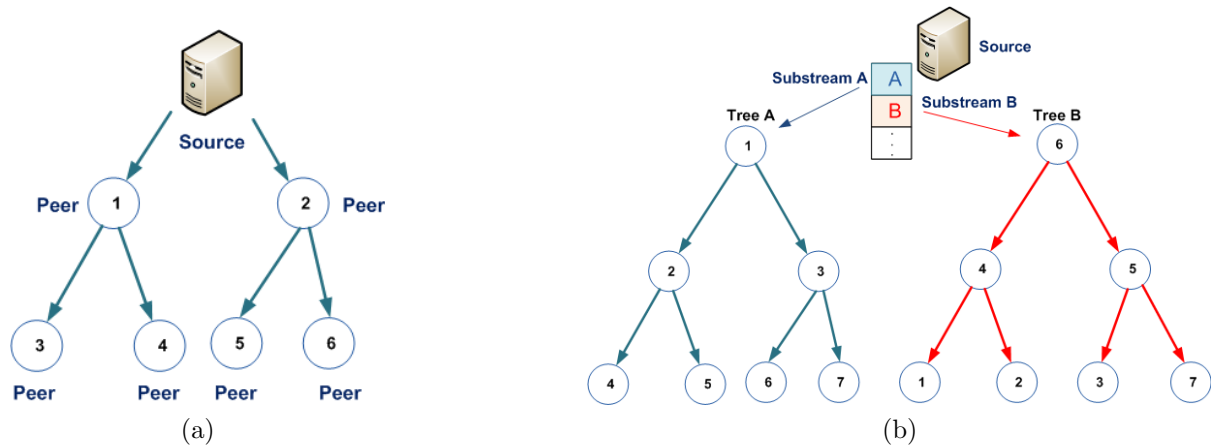 Source
Peer 1 2 Peer
3 4 5 6
Peer Peer Peer Peer
(a)
Source
Substream A A
B Substream B
Tree A Tree B
1 6
2 3 4 5
4 5 6 7 1 2 3 7
(b)